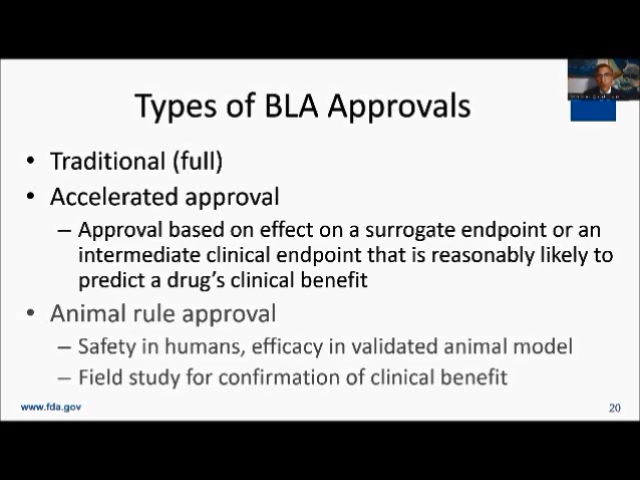 Types of BLA Approvals
• Traditional (full)
• Accelerated approval
– Approval based on effect on a surrogate endpoint or an
intermediate clinical endpoint that is reasonably likely to
predict a drug's clinical benefit
• Animal rule approval
– Safety in humans, efficacy in validated animal model
– Field study for confirmation of clinical benefit
www.fda.gov
20